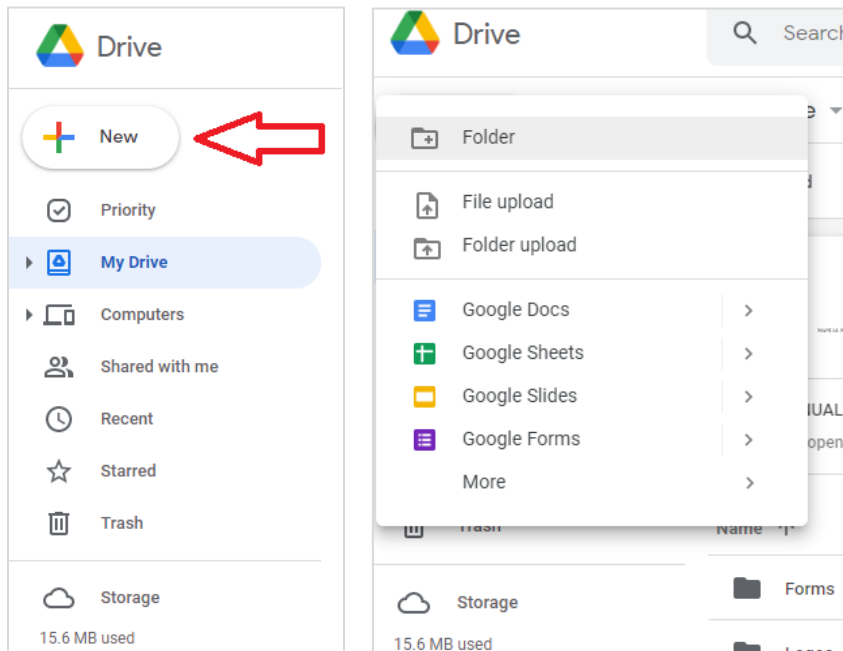 Drive
New
Priority
My Drive
Computers
Shared with me
Recent
Starred
Trash
Storage
15.6 MB used
Drive
Search
Folder
File upload
Folder upload
Google Docs
Google Sheets
Google Slides
Google Forms
More
Trash
Name
Storage
15.6 MB used
Forms